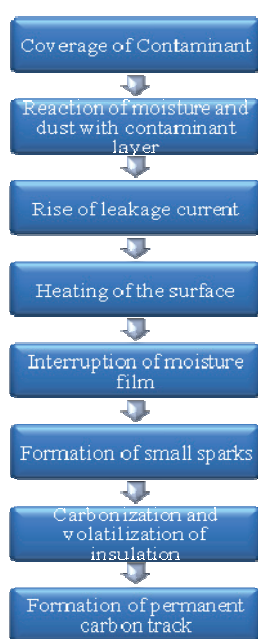 Coverage of Contaminant
Reaction of moisture and
dust with contaminant
layer
Rise of leakage current
Heating of the surface
Interruption of moisture
film
Formation of small sparks
Carbonization and
volatilization of
insulation
Formation of permanent
carbon track